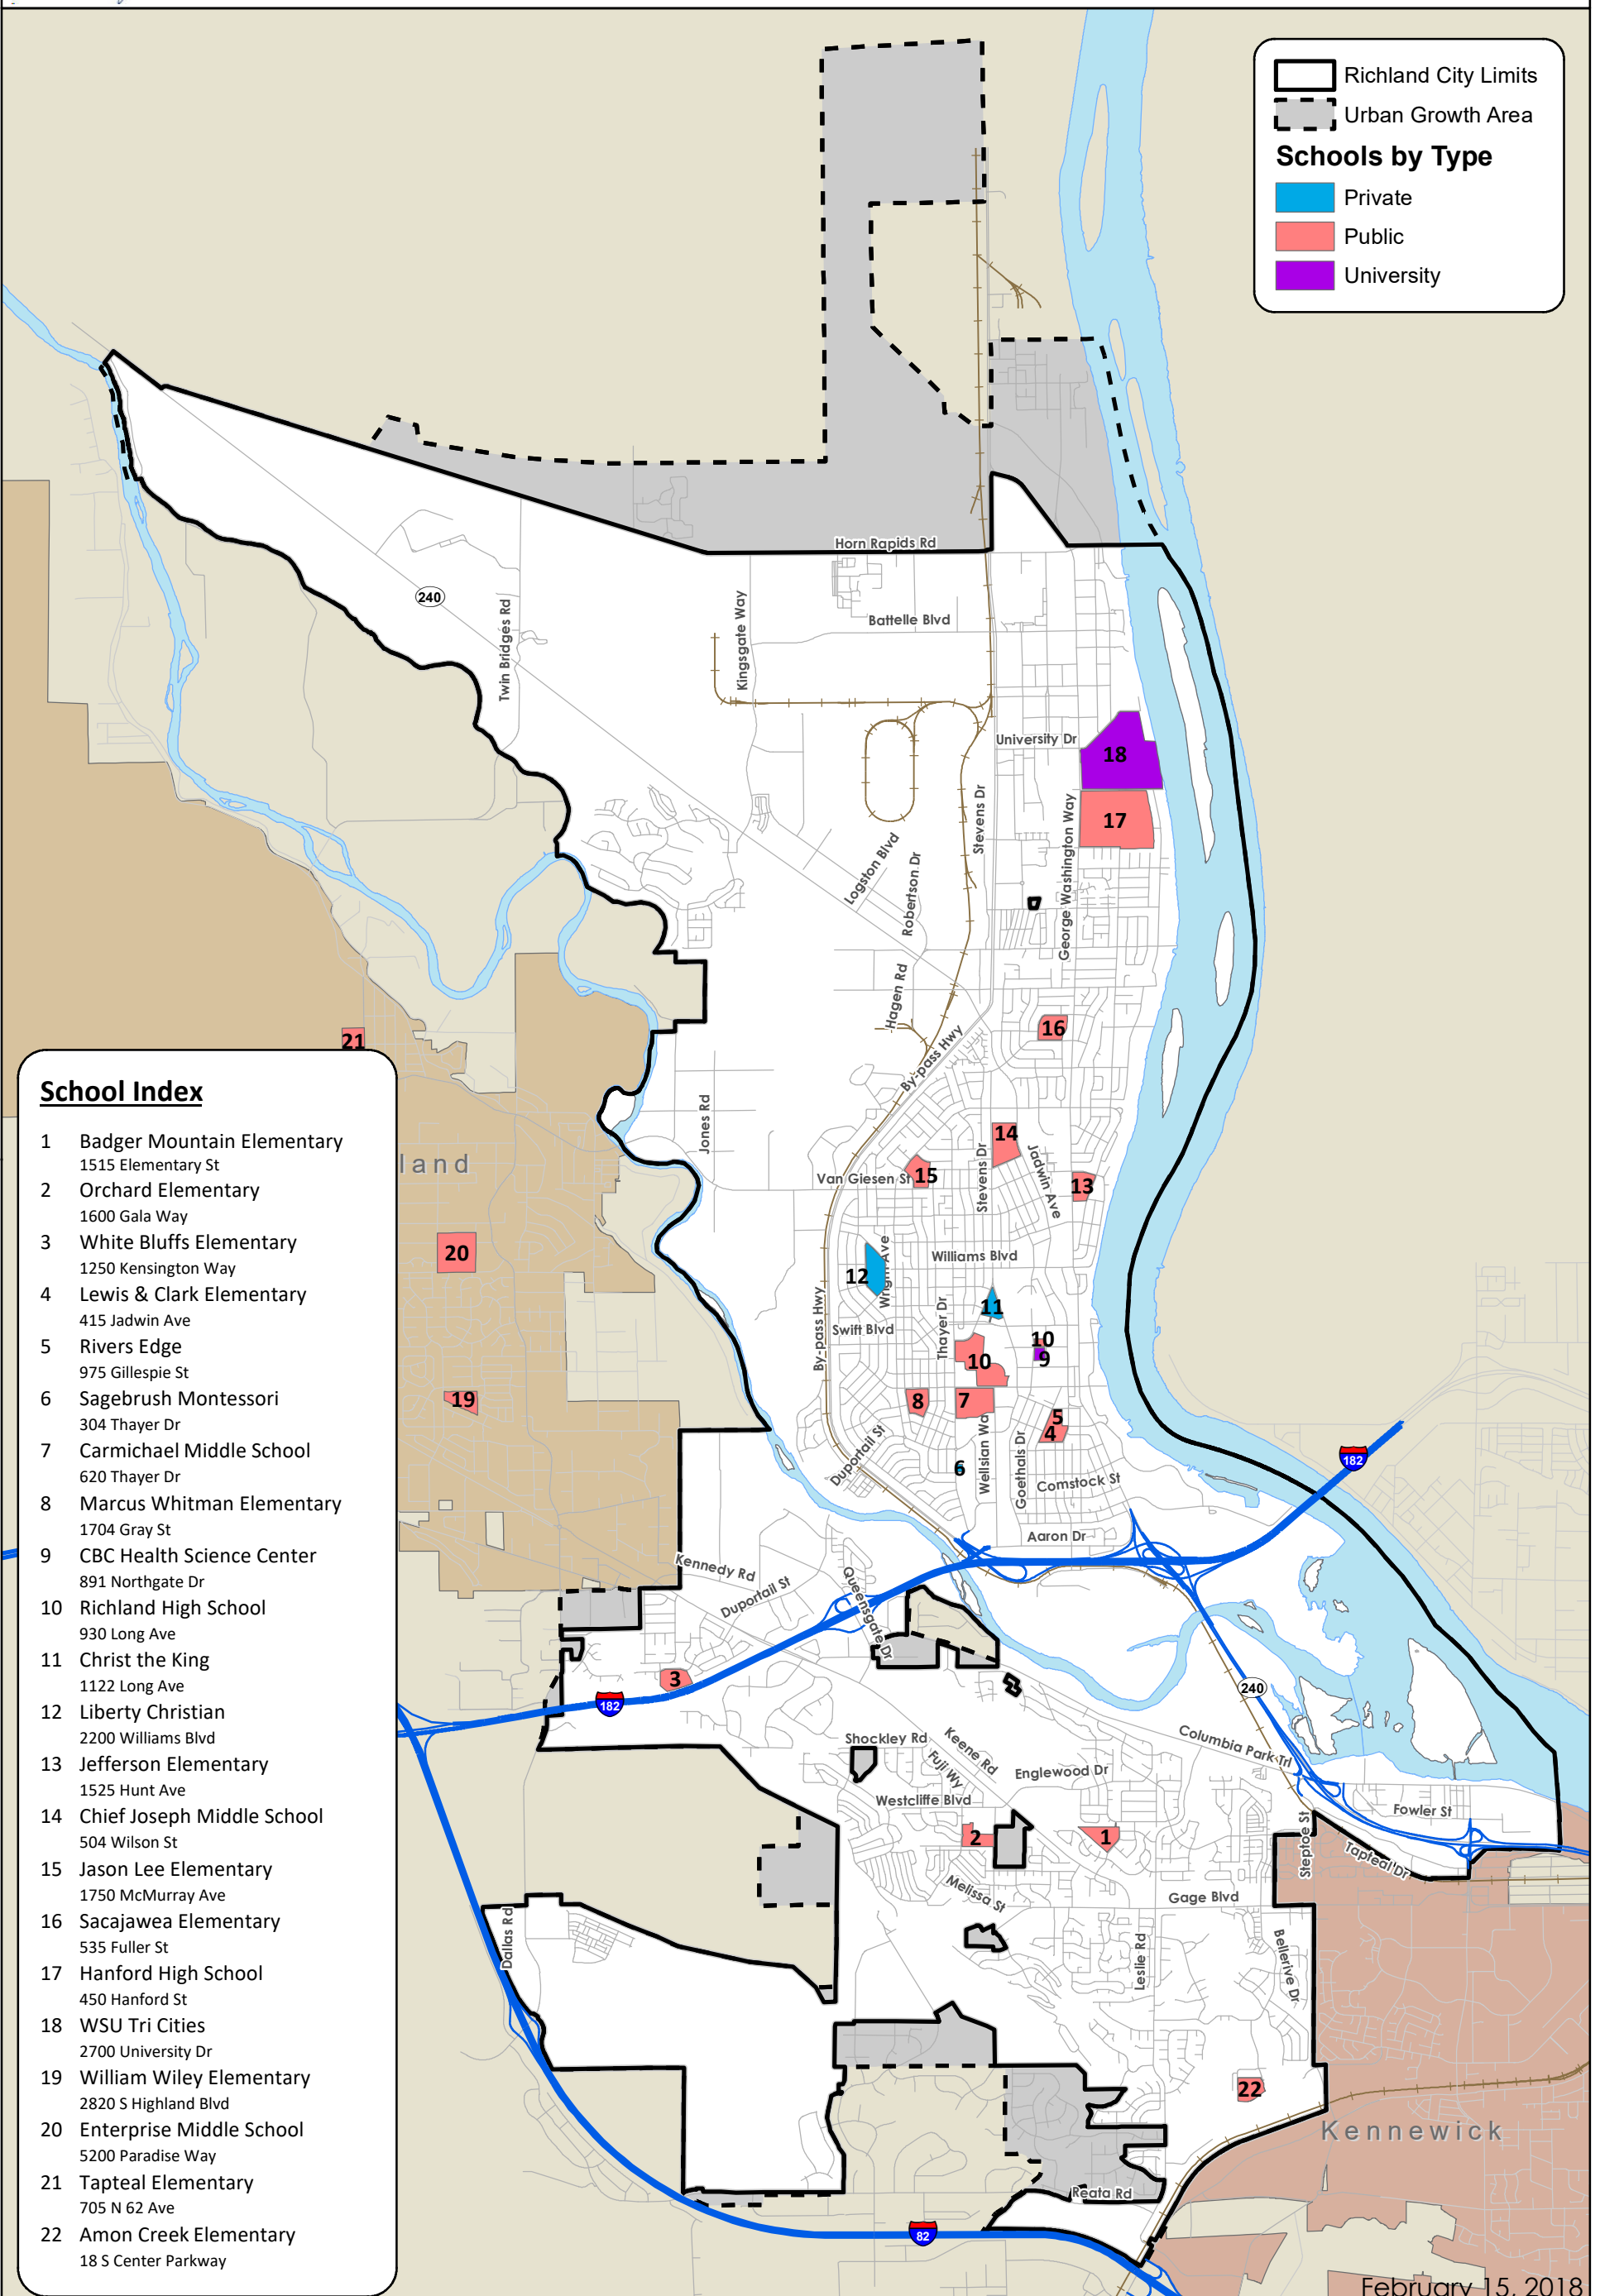 Richland City Limits
Urban Growth Area
Schools by Type
Private
Public
University
Horn Rapids Rd
240
Twin Bridges Rd
Kingsgate Way
Battelle Blvd
University Dr
18
17
Stevens Dr
George Washington Way
Logston Blvd
Robertson Dr
Hagen Rd
By-pass Hwy
16
21
Jones Rd
land
14
Van Giesen St
15
Stevens Dr
Jadwin Ave
13
20
Williams Blvd
12
Wright Ave
11
Thayer Dr
Swift Blvd
By-pass Hwy
10
9
10
19
8
7
5
4
Duportail St
6
Wellsian Wa
Goethals Dr
Comstock St
182
Aaron Dr
Kennedy Rd
Duportail St
Queensgate Dr
3
182
240
Columbia Park Trl
Shockley Rd
Keene Rd
Fuji Wy
Englewood Dr
Westcliffe Blvd
Fowler St
2
1
Steptoe St
Tapteal Dr
Melissa St
Gage Blvd
Dallas Rd
Leslie Rd
Bellerive Dr
22
Kennewick
Reata Rd
82
School Index
1 Badger Mountain Elementary
1515 Elementary St
2 Orchard Elementary
1600 Gala Way
3 White Bluffs Elementary
1250 Kensington Way
4 Lewis & Clark Elementary
415 Jadwin Ave
5 Rivers Edge
975 Gillespie St
6 Sagebrush Montessori
304 Thayer Dr
7 Carmichael Middle School
620 Thayer Dr
8 Marcus Whitman Elementary
1704 Gray St
9 CBC Health Science Center
891 Northgate Dr
10 Richland High School
930 Long Ave
11 Christ the King
1122 Long Ave
12 Liberty Christian
2200 Williams Blvd
13 Jefferson Elementary
1525 Hunt Ave
14 Chief Joseph Middle School
504 Wilson St
15 Jason Lee Elementary
1750 McMurray Ave
16 Sacajawea Elementary
535 Fuller St
17 Hanford High School
450 Hanford St
18 WSU Tri Cities
2700 University Dr
19 William Wiley Elementary
2820 S Highland Blvd
20 Enterprise Middle School
5200 Paradise Way
21 Tapteal Elementary
705 N 62 Ave
22 Amon Creek Elementary
18 S Center Parkway
February 15, 2018